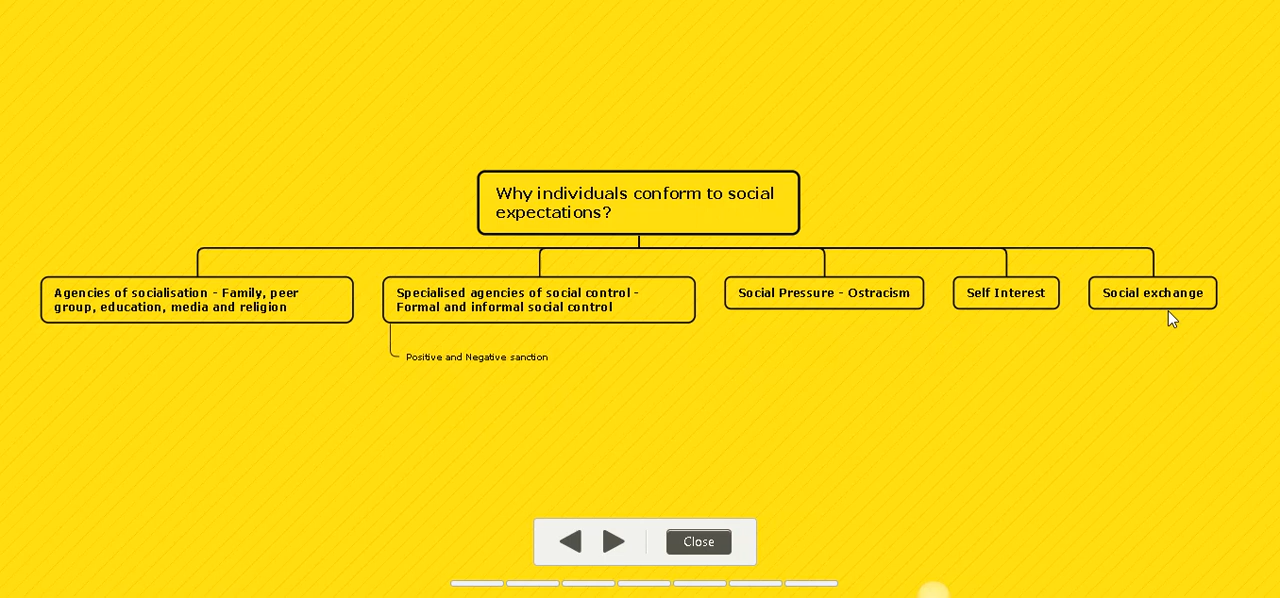 Why individuals conform to social
expectations?
Agencies of socialisation - Family, peer
group, education, media and religion
Specialised agencies of social control -
Formal and informal social control
Social Pressure - Ostracism
Self Interest
Social exchange
Positive and Negative sanction
Close